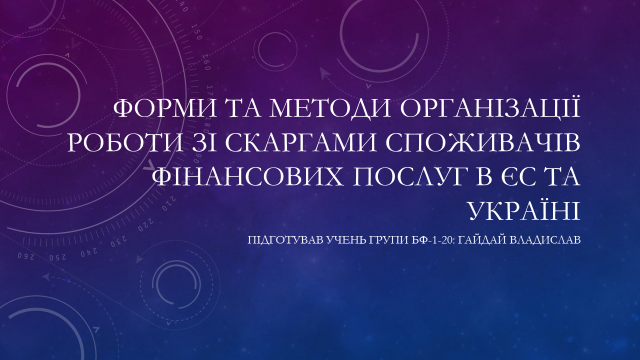 ФОРМИ ТА МЕТОДИ ОРГАНІЗАЦІЇ
РОБОТИ ЗІ СКАРГАМИ СПОЖИВАЧІВ
ФІНАНСОВИХ ПОСЛУГ В ЄС ТА
УКРАЇНІ
ПІДГОТУВАВ УЧЕНЬ ГРУПИ БФ-1-20: ГАЙДАЙ ВЛАДИСЛАВ